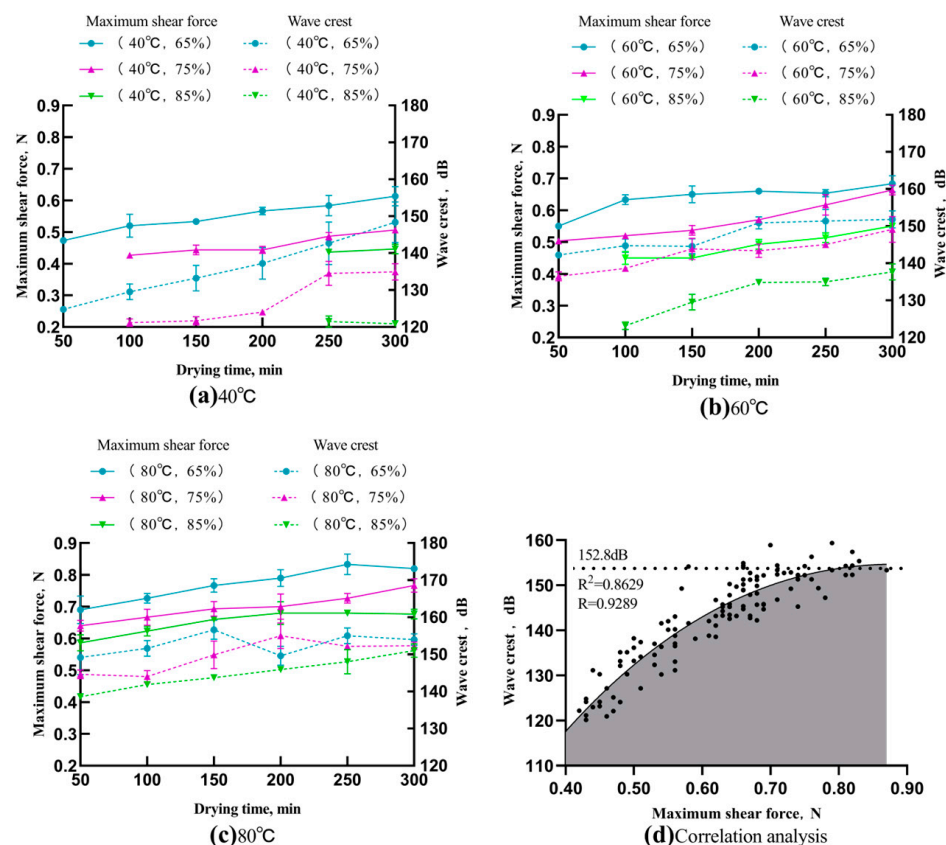 Maximum shear force Wave crest
（ 40℃, 65%） （ 40℃, 65%）
（ 40℃, 75%） （ 40℃, 75%）
（ 40℃, 85%） （ 40℃, 85%）
Maximum shear force, N
0.9
0.8
0.7
0.6
0.5
0.4
0.3
0.2
180
170
160
150
140
130
120
Wave crest , dB
50 100 150 200 250 300
Drying time, min
(a)40℃
Maximum shear force Wave crest
（ 60℃, 65%） （ 60℃, 65%）
（ 60℃, 75%） （ 60℃, 75%）
（ 60℃, 85%） （ 60℃, 85%）
Maximum shear force, N
0.9
0.8
0.7
0.6
0.5
0.4
0.3
0.2
180
170
160
150
140
130
120
Wave crest , dB
50 100 150 200 250 300
Drying time, min
(b)60℃
Maximum shear force Wave crest
（ 80℃, 65%） （ 80℃, 65%）
（ 80℃, 75%） （ 80℃, 75%）
（ 80℃, 85%） （ 80℃, 85%）
Maximum shear force, N
0.9
0.8
0.7
0.6
0.5
0.4
0.3
0.2
180
170
160
150
140
130
120
Wave crest , dB
50 100 150 200 250 300
Drying time, min
(c)80℃
Wave crest , dB
160
150
140
130
120
110
152.8dB
R²=0.8629
R=0.9289
0.40 0.50 0.60 0.70 0.80 0.90
Maximum shear force, N
(d)Correlation analysis